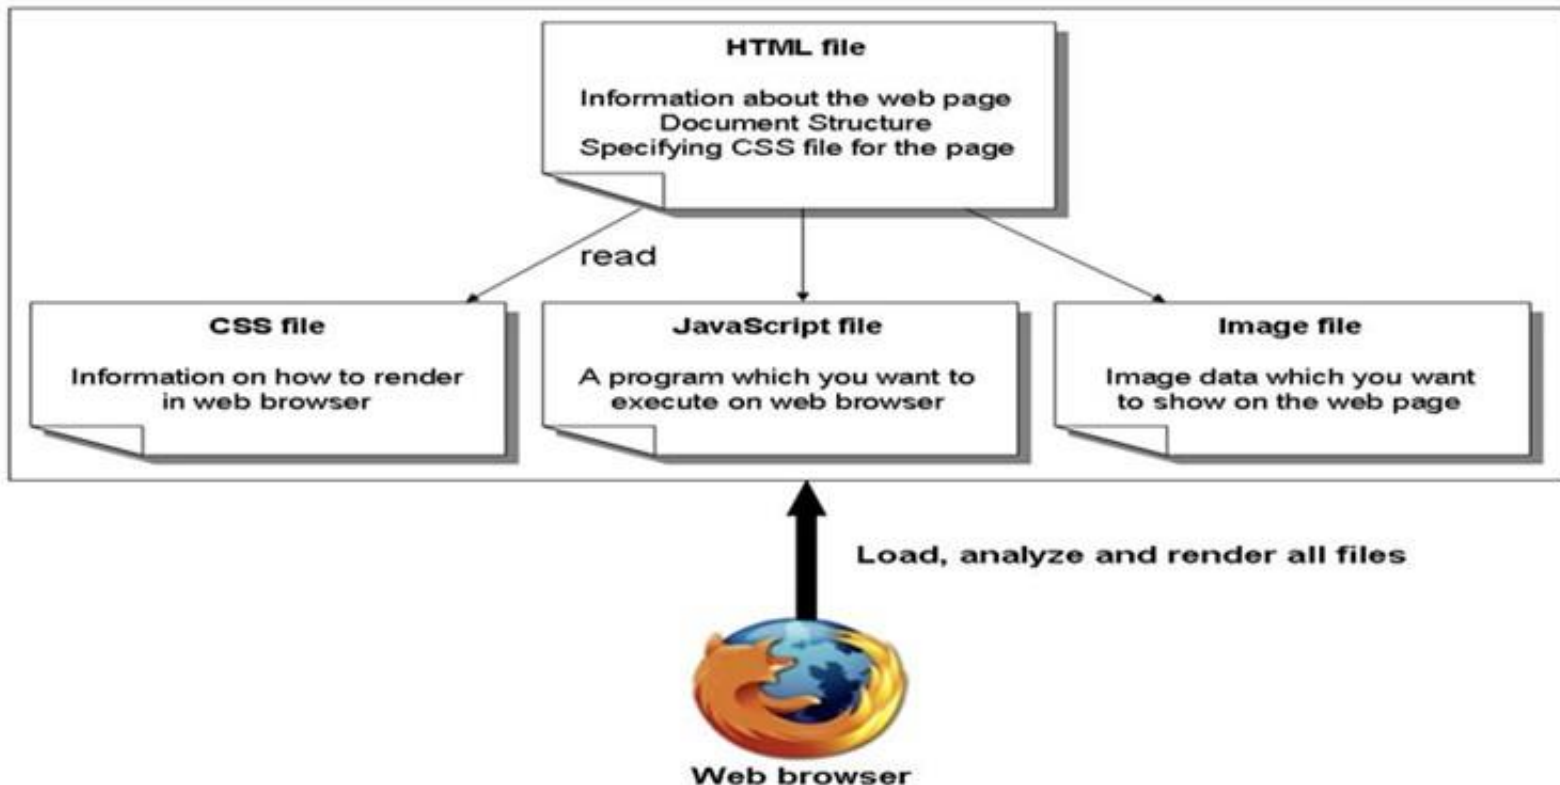 HTML file
Information about the web page
Document Structure
Specifying CSS file for the page
read
CSS file
Information on how to render
in web browser
JavaScript file
A program which you want to
execute on web browser
Image file
Image data which you want
to show on the web page
Load, analyze and render all files
Web browser